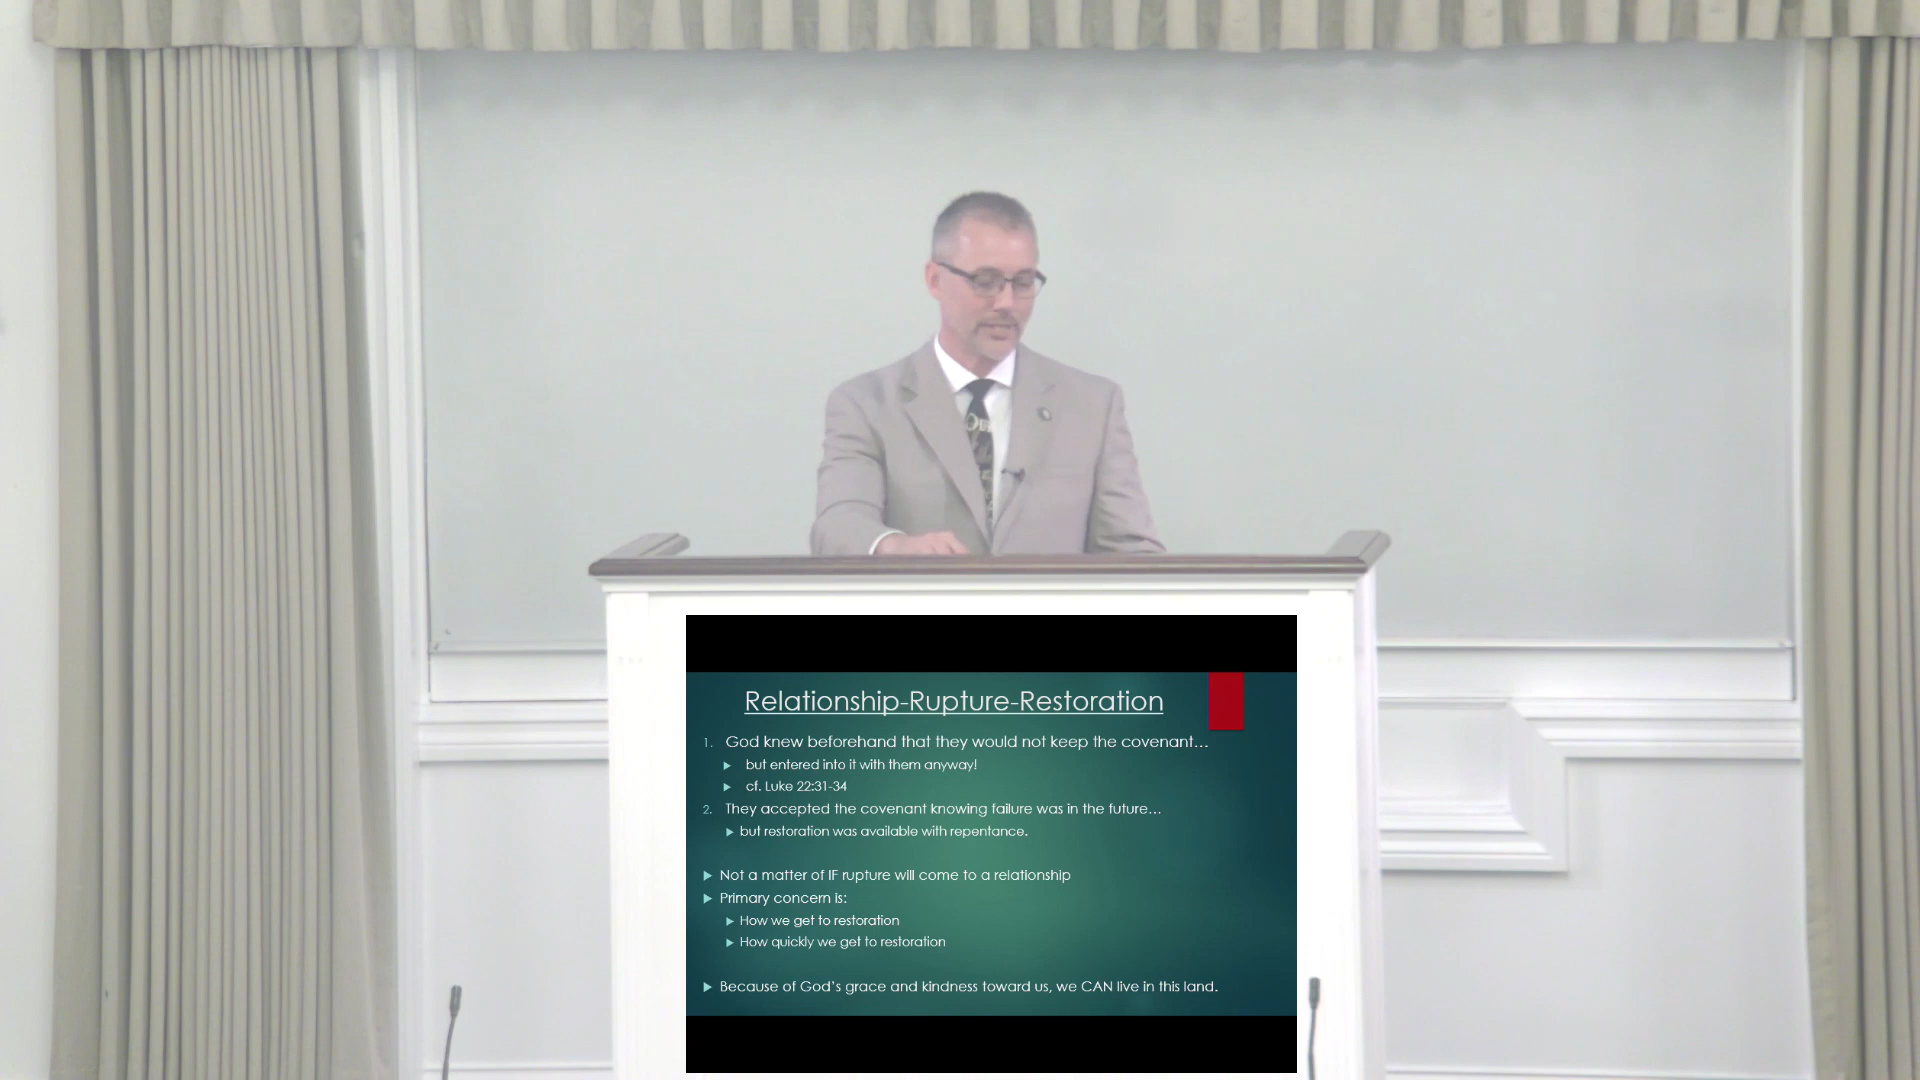 Relationship-Rupture-Restoration
1. God knew beforehand that they would not keep the covenant…
but entered into it with them anyway!
cf. Luke 22:31-34
2. They accepted the covenant knowing failure was in the future…
but restoration was available with repentance.
Not a matter of IF rupture will come to a relationship
Primary concern is:
How we get to restoration
How quickly we get to restoration
Because of God’s grace and kindness toward us, we CAN live in this land.